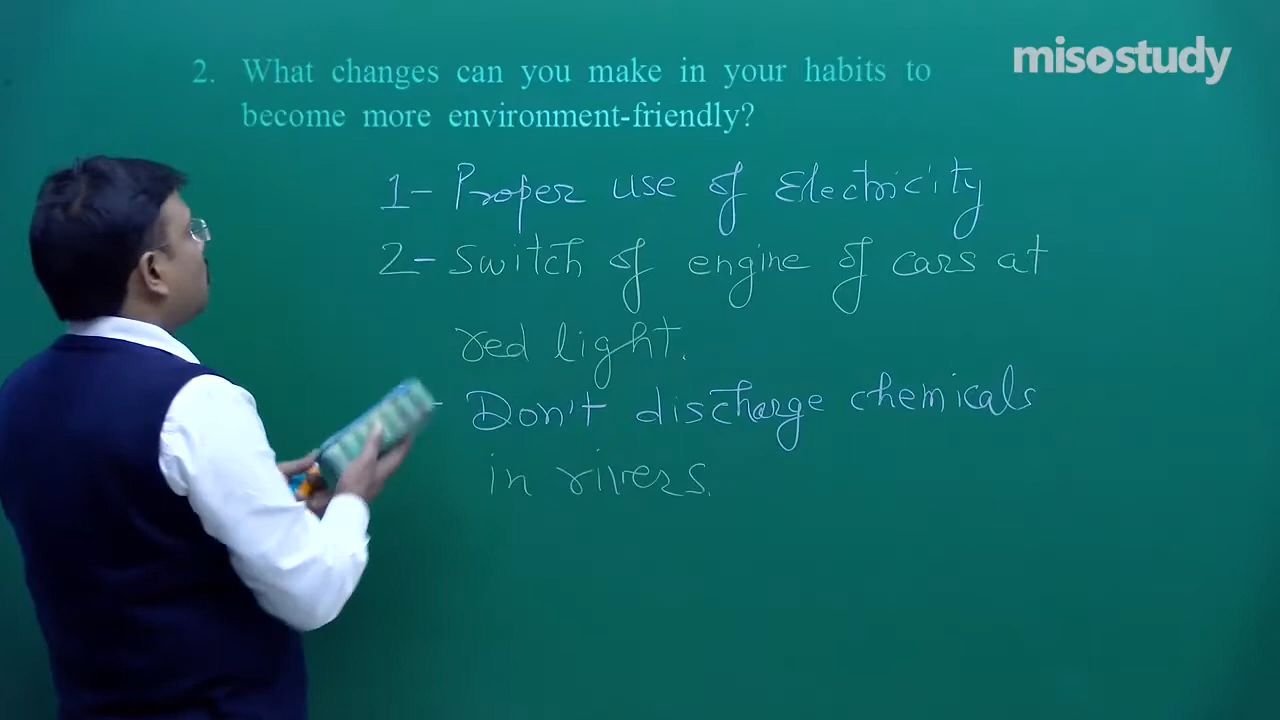 misostudy
2. What changes can you make in your habits to
become more environment-friendly?
1- Proper use of Electricity
2- Switch of engine of cars at
red light.
- Don't discharge chemicals
in rivers.